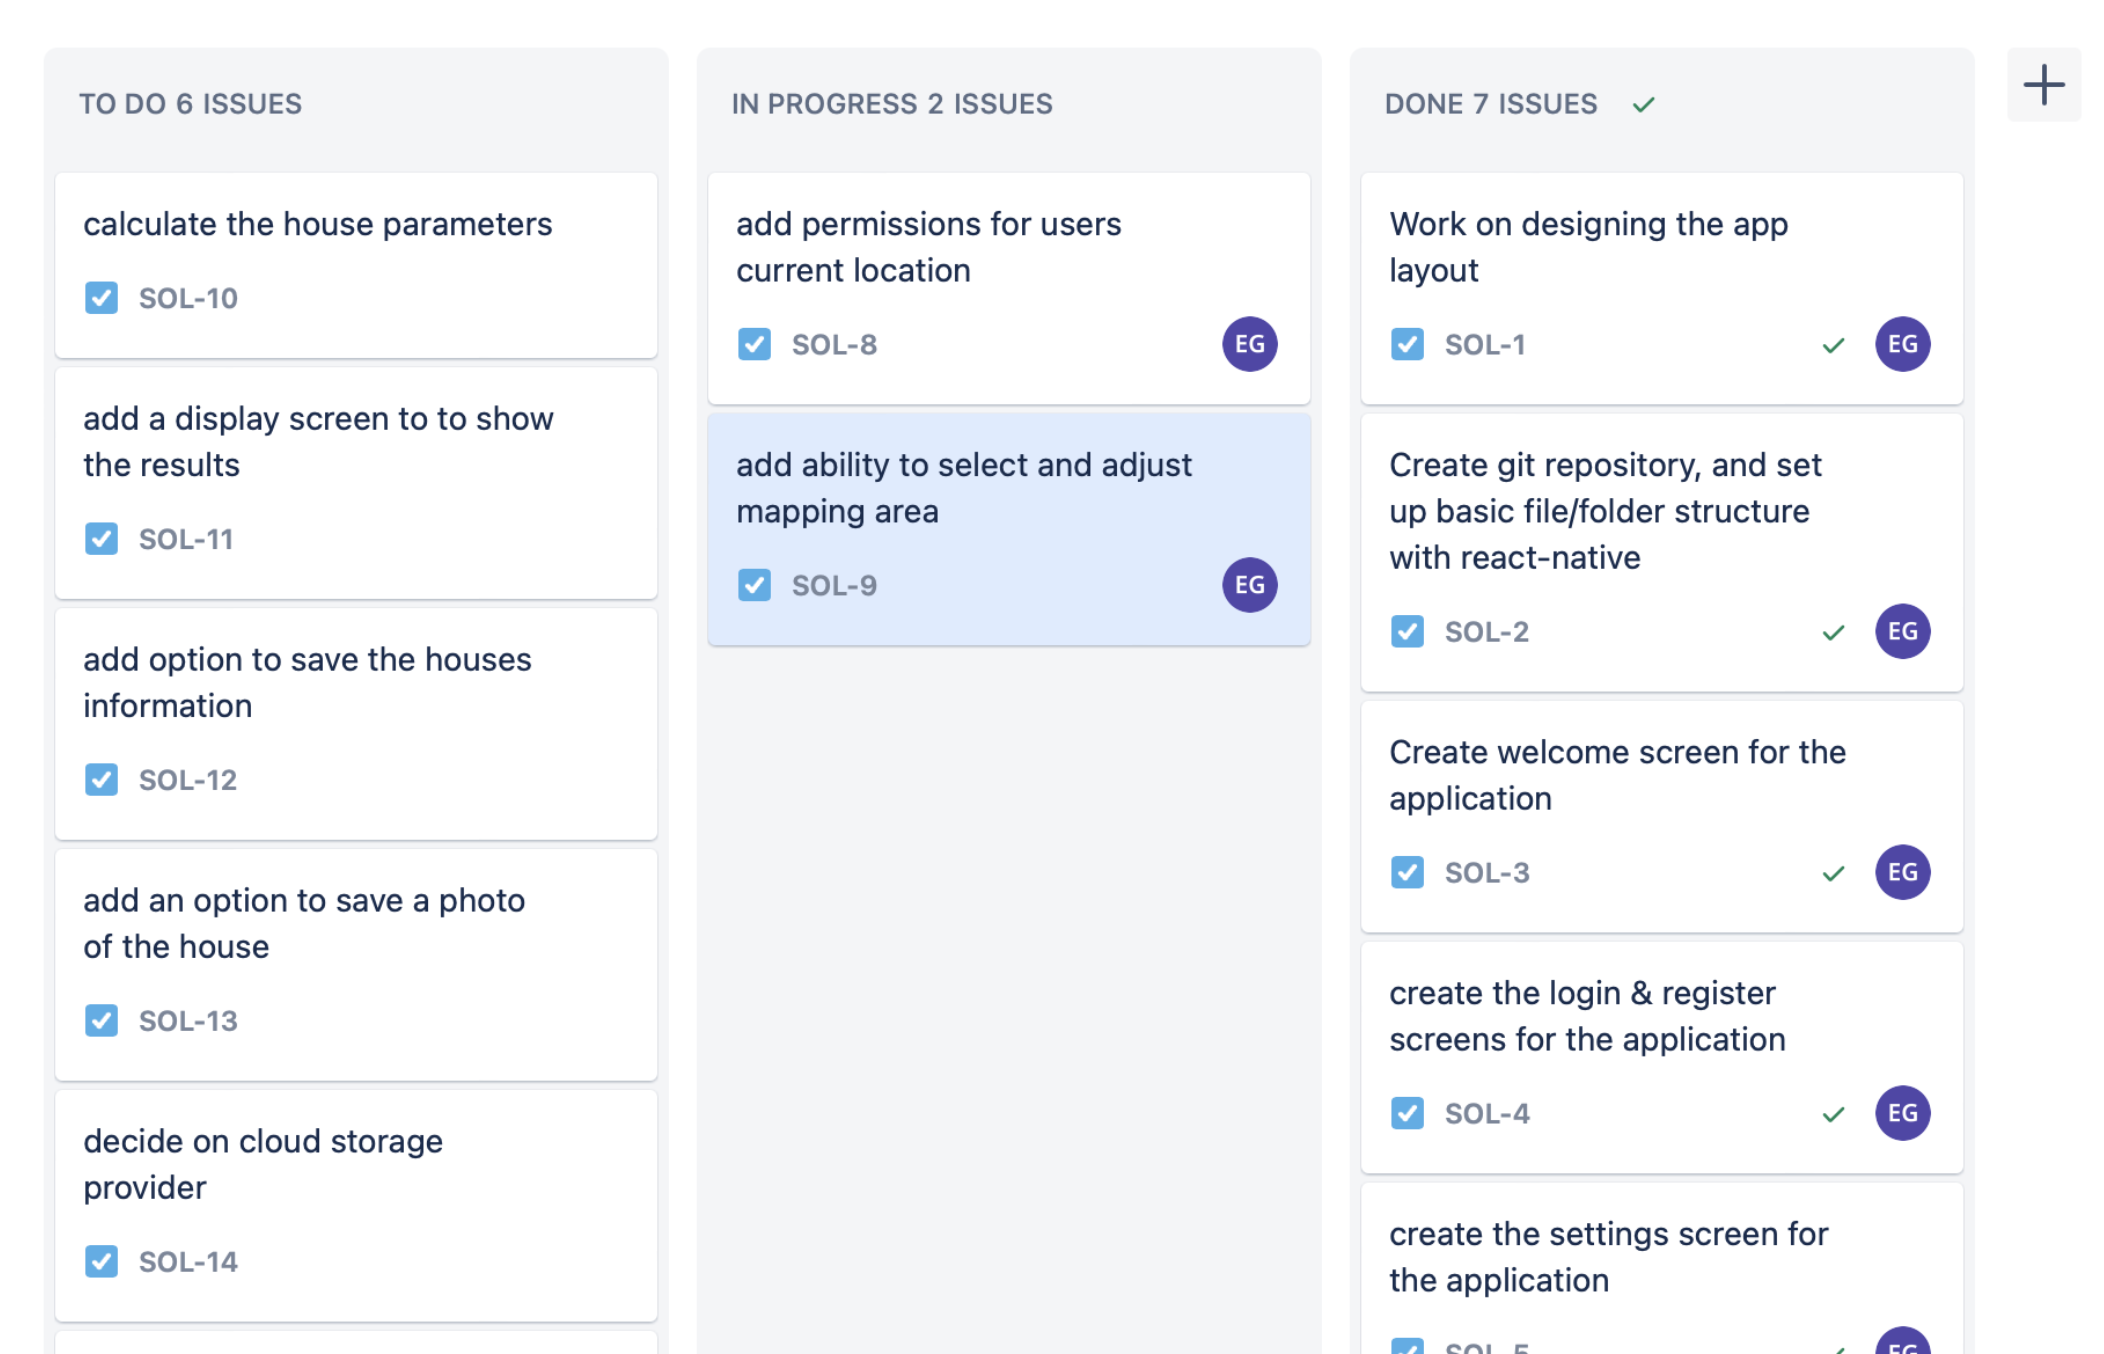 TO DO 6 ISSUES
calculate the house parameters
SOL-10
add a display screen to to show
the results
SOL-11
add option to save the houses
information
SOL-12
add an option to save a photo
of the house
SOL-13
decide on cloud storage
provider
SOL-14
IN PROGRESS 2 ISSUES
add permissions for users
current location
SOL-8
EG
add ability to select and adjust
mapping area
SOL-9
EG
DONE 7 ISSUES
Work on designing the app
layout
SOL-1
EG
Create git repository, and set
up basic file/folder structure
with react-native
SOL-2
EG
Create welcome screen for the
application
SOL-3
EG
create the login & register
screens for the application
SOL-4
EG
create the settings screen for
the application
SOL-5
EG